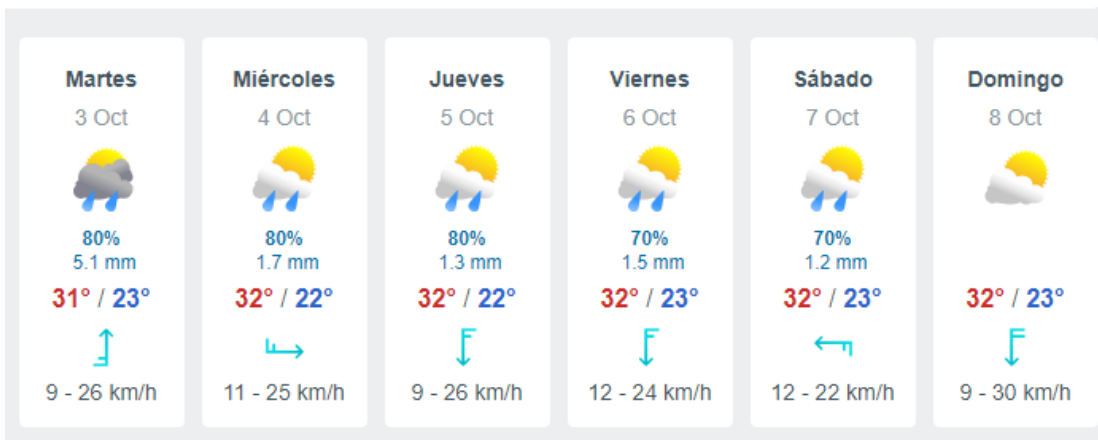 Martes
3 Oct
80%
5.1 mm
31° / 23°
9 - 26 km/h
Miércoles
4 Oct
80%
1.7 mm
32° / 22°
11 - 25 km/h
Jueves
5 Oct
80%
1.3 mm
32° / 22°
9 - 26 km/h
Viernes
6 Oct
70%
1.5 mm
32° / 23°
12 - 24 km/h
Sábado
7 Oct
70%
1.2 mm
32° / 23°
12 - 22 km/h
Domingo
8 Oct
32° / 23°
9 - 30 km/h